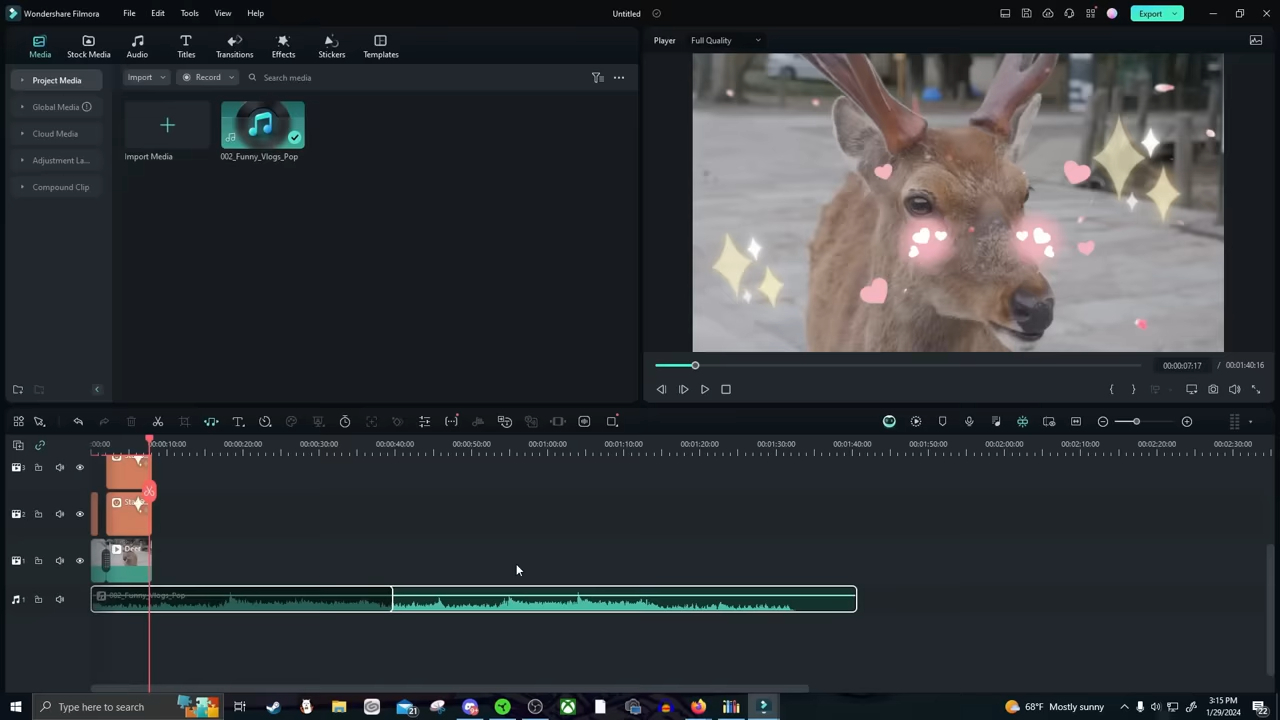 Wondershare Filmora
File
Edit
Tools
View
Help
Untitled
Export
Media
Stock Media
Audio
Titles
Transitions
Effects
Stickers
Templates
Player
Full Quality
Project Media
Import
Record
Search media
Global Media
Cloud Media
Adjustment La...
Compound Clip
Import Media
002_Funny_Vlogs_Pop
00:00:07:17 / 00:01:40:16
:00:00
00:00:10:00
00:00:20:00
00:00:30:00
00:00:40:00
00:00:50:00
00:01:00:00
00:01:10:00
00:01:20:00
00:01:30:00
00:01:40:00
00:01:50:00
00:02:00:00
00:02:10:00
00:02:20:00
00:02:30:00
2
1
Deer
1
002_Funny_Vlogs_Pop
Type here to search
21
68°F Mostly sunny
3:15 PM
1/29/2024
22